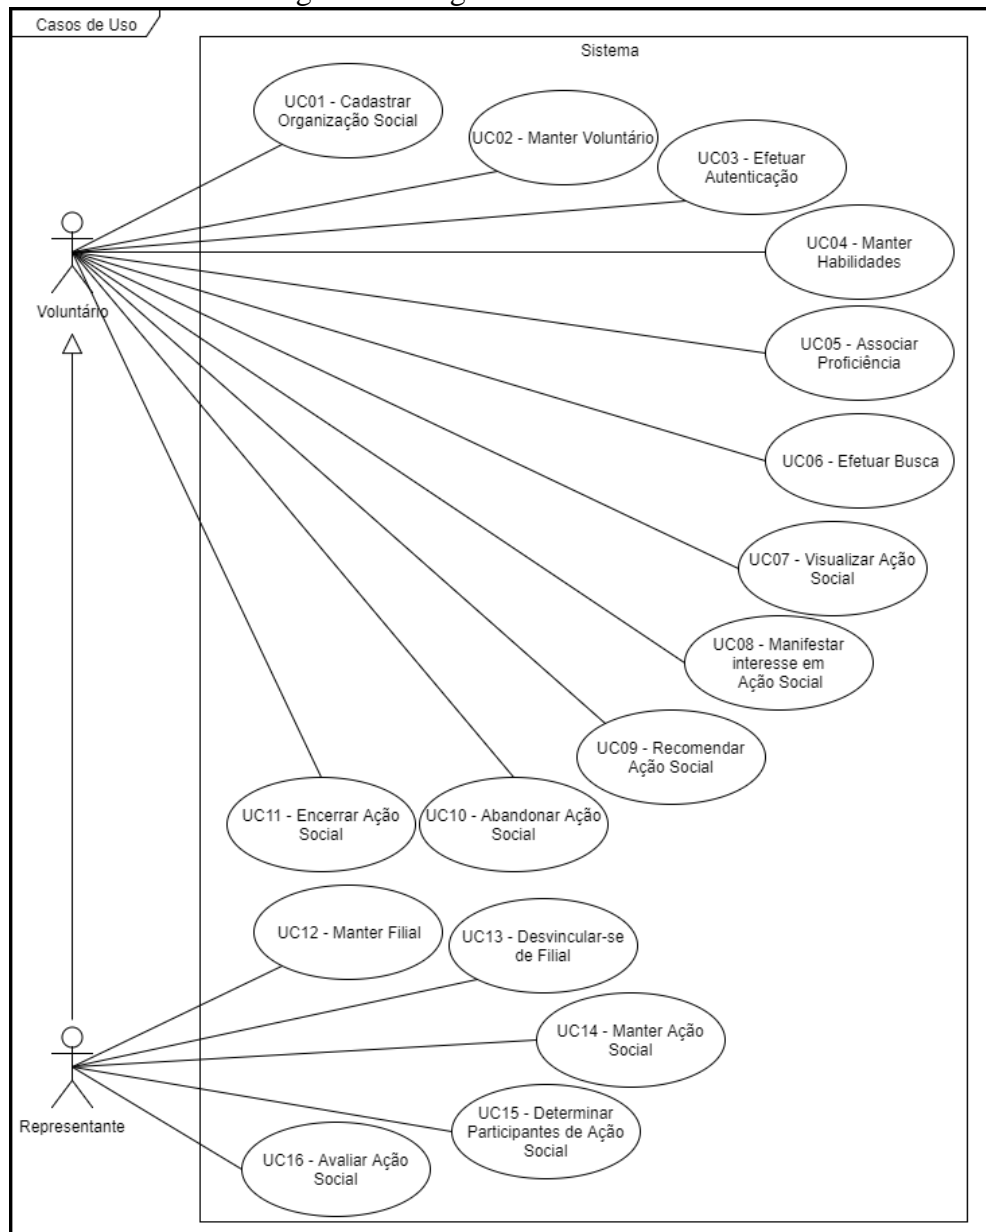 Casos de Uso
Sistema
UC01 - Cadastrar
Organização Social
UC02 - Manter Voluntário
UC03 - Efetuar
Autenticação
UC04 - Manter
Habilidades
Voluntário
UC05 - Associar
Proficiência
UC06 - Efetuar Busca
UC07 - Visualizar Ação
Social
UC08 - Manifestar
interesse em
Ação Social
UC09 - Recomendar
Ação Social
UC11 - Encerrar Ação
Social
UC10 - Abandonar Ação
Social
UC12 - Manter Filial
UC13 - Desvincular-se
de Filial
UC14 - Manter Ação
Social
Representante
UC15 - Determinar
Participantes de Ação
Social
UC16 - Avaliar Ação
Social